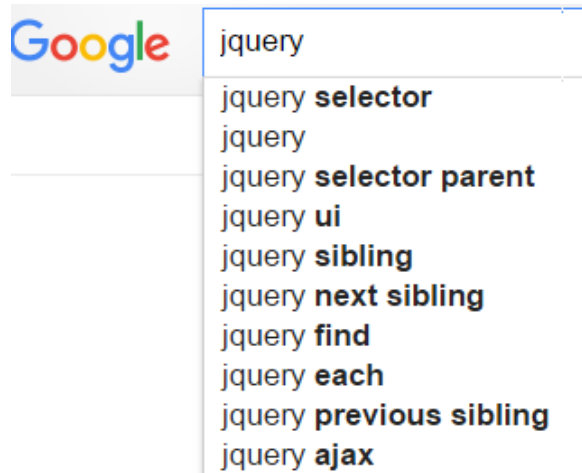 Google
jquery
jquery selector
jquery
jquery selector parent
jquery ui
jquery sibling
jquery next sibling
jquery find
jquery each
jquery previous sibling
jquery ajax